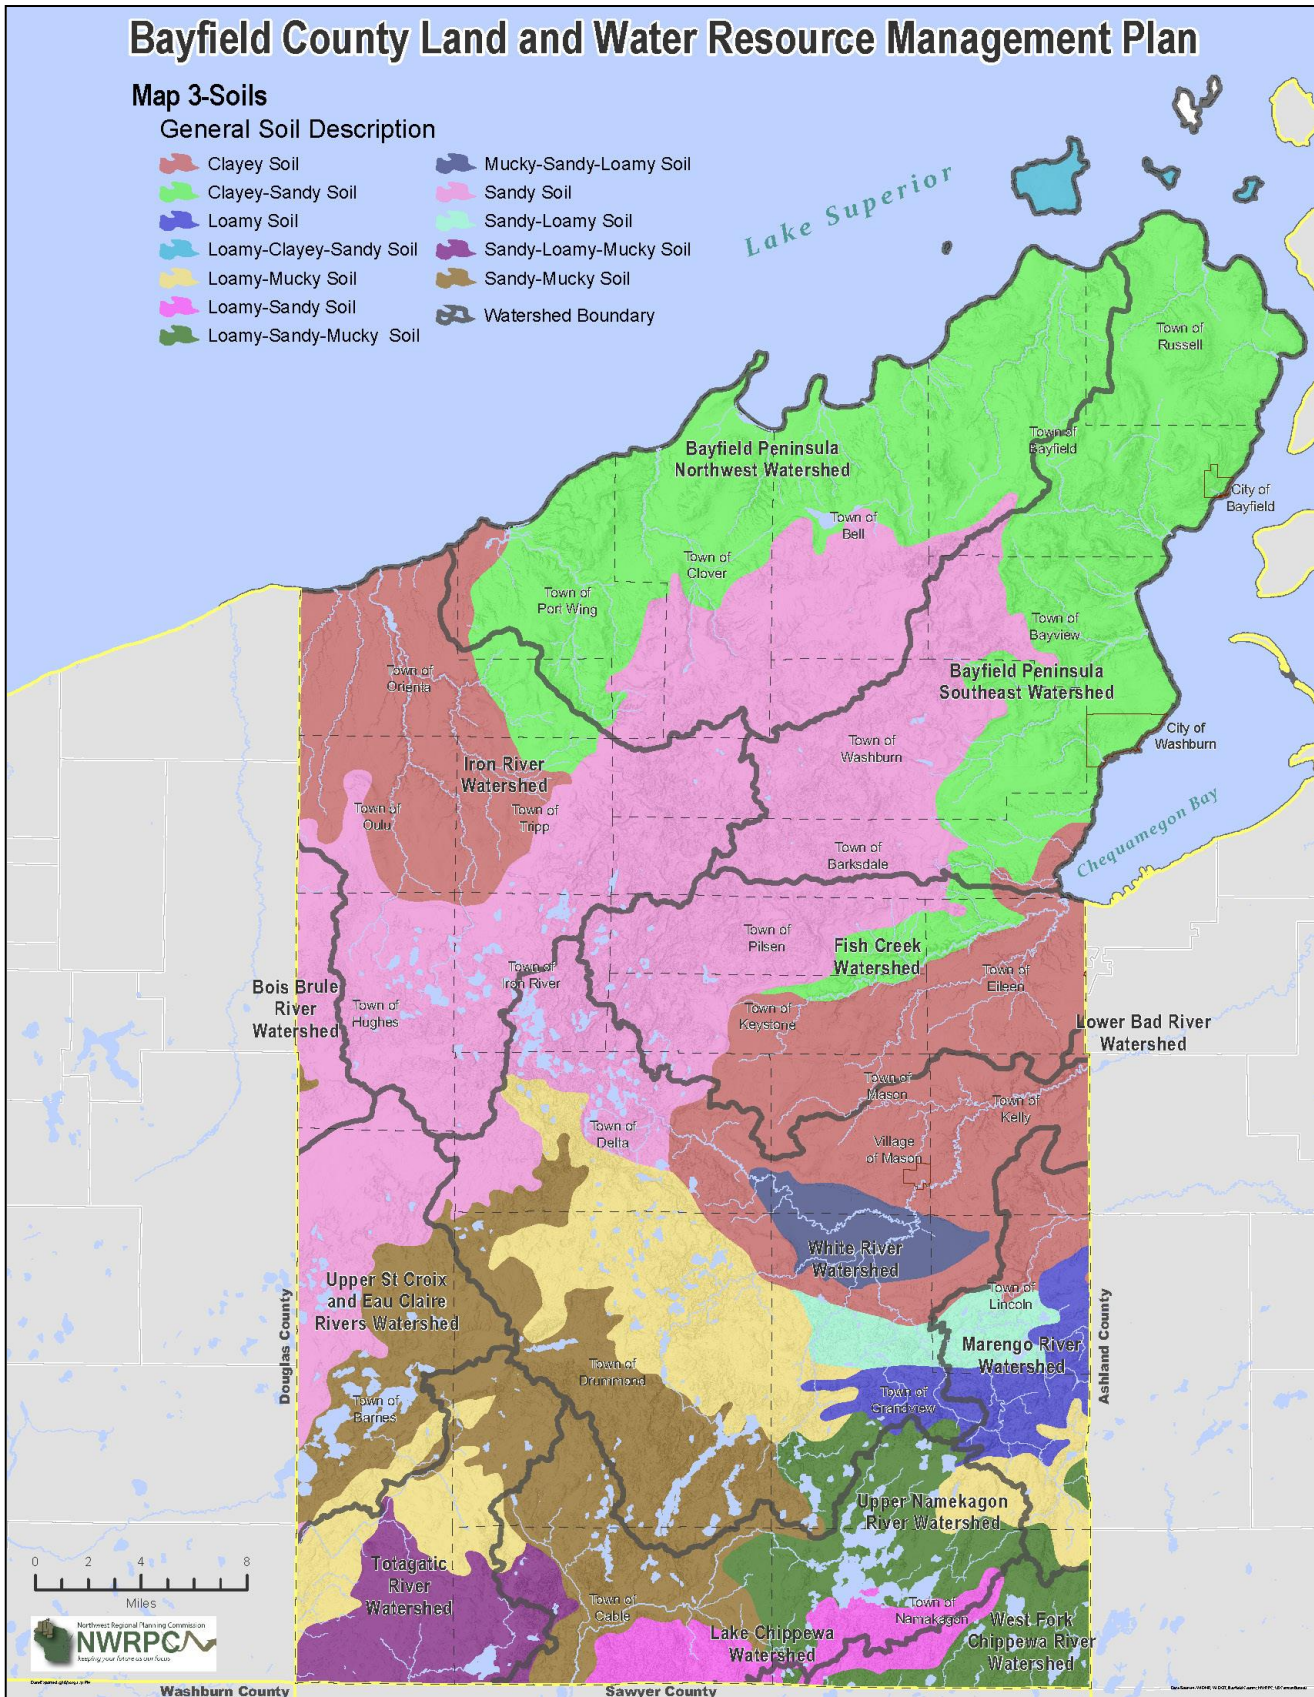 Bayfield County Land and Water Resource Management Plan
Map 3-Soils
General Soil Description
Clayey Soil
Clayey-Sandy Soil
Loamy Soil
Loamy-Clayey-Sandy Soil
Loamy-Mucky Soil
Loamy-Sandy Soil
Loamy-Sandy-Mucky Soil
Mucky-Sandy-Loamy Soil
Sandy Soil
Sandy-Loamy Soil
Sandy-Loamy-Mucky Soil
Sandy-Mucky Soil
Watershed Boundary
Lake Superior
Town of
Russell
Town of
Bayfield
Bayfield Peninsula
Northwest Watershed
City of
Bayfield
Town of
Bell
Town of
Clover
Town of
Port Wing
Town of
Bayview
Town of
Orienta
Bayfield Peninsula
Southeast Watershed
City of
Washburn
Town of
Washburn
Iron River
Watershed
Town of
Oulu
Town of
Tripp
Chequamegon Bay
Town of
Barksdale
Town of
Pilsen
Fish Creek
Watershed
Town of
Iron River
Town of
Eileen
Bois Brule
River
Watershed
Town of
Hughes
Town of
Keystone
Lower Bad River
Watershed
Town of
Mason
Town of
Kelly
Town of
Delta
Village
of Mason
White River
Watershed
Upper St Croix
and Eau Claire
Rivers Watershed
Town of
Lincoln
Douglas County
Ashland County
Marengo River
Watershed
Town of
Drummond
Town of
Barnes
Town of
Grandview
Upper Namekagon
River Watershed
Totagatic
River
Watershed
Town of
Cable
Town of
Namakagon
Lake Chippewa
Watershed
West Fork
Chippewa River
Watershed
0 2 4 8
Miles
Northwest Regional Planning Commission
NWRPC
keeping your future as our focus
Washburn County
Sawyer County